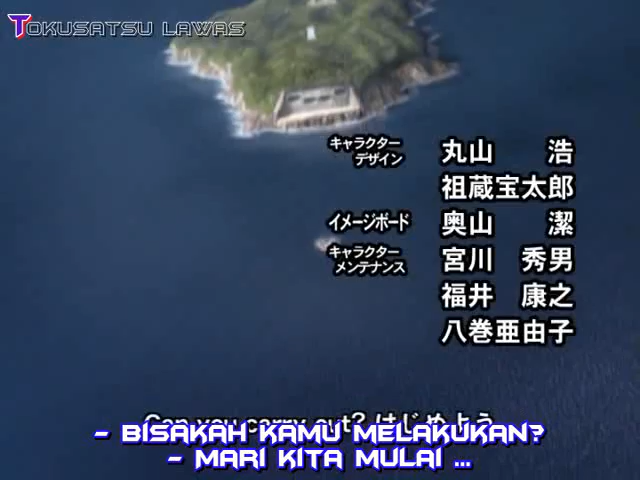 TOKUSATSU LAWAS
キャラクター
デザイン
丸山　浩
祖蔵宝太郎
イメージボード
奥山　潔
キャラクター
メンテナンス
宮川　秀男
福井　康之
八巻亜由子
Can you carry out? はじめよう
- BISAKAH KAMU MELAKUKAN?
- MARI KITA MULAI ...